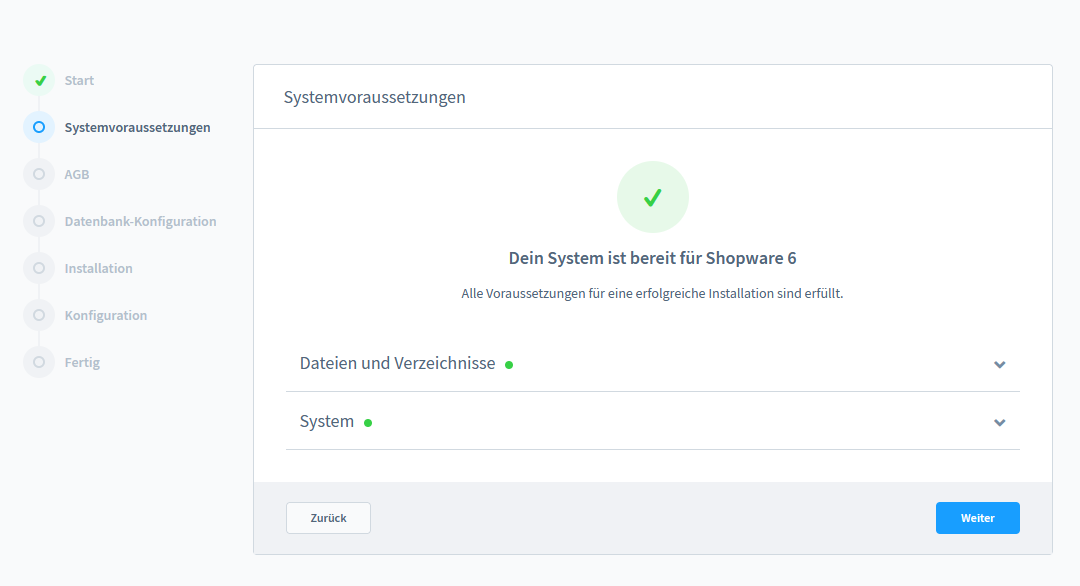 Start
Systemvoraussetzungen
AGB
Datenbank-Konfiguration
Installation
Konfiguration
Fertig
Systemvoraussetzungen
Dein System ist bereit für Shopware 6
Alle Voraussetzungen für eine erfolgreiche Installation sind erfüllt.
Dateien und Verzeichnisse
System
Zurück
Weiter